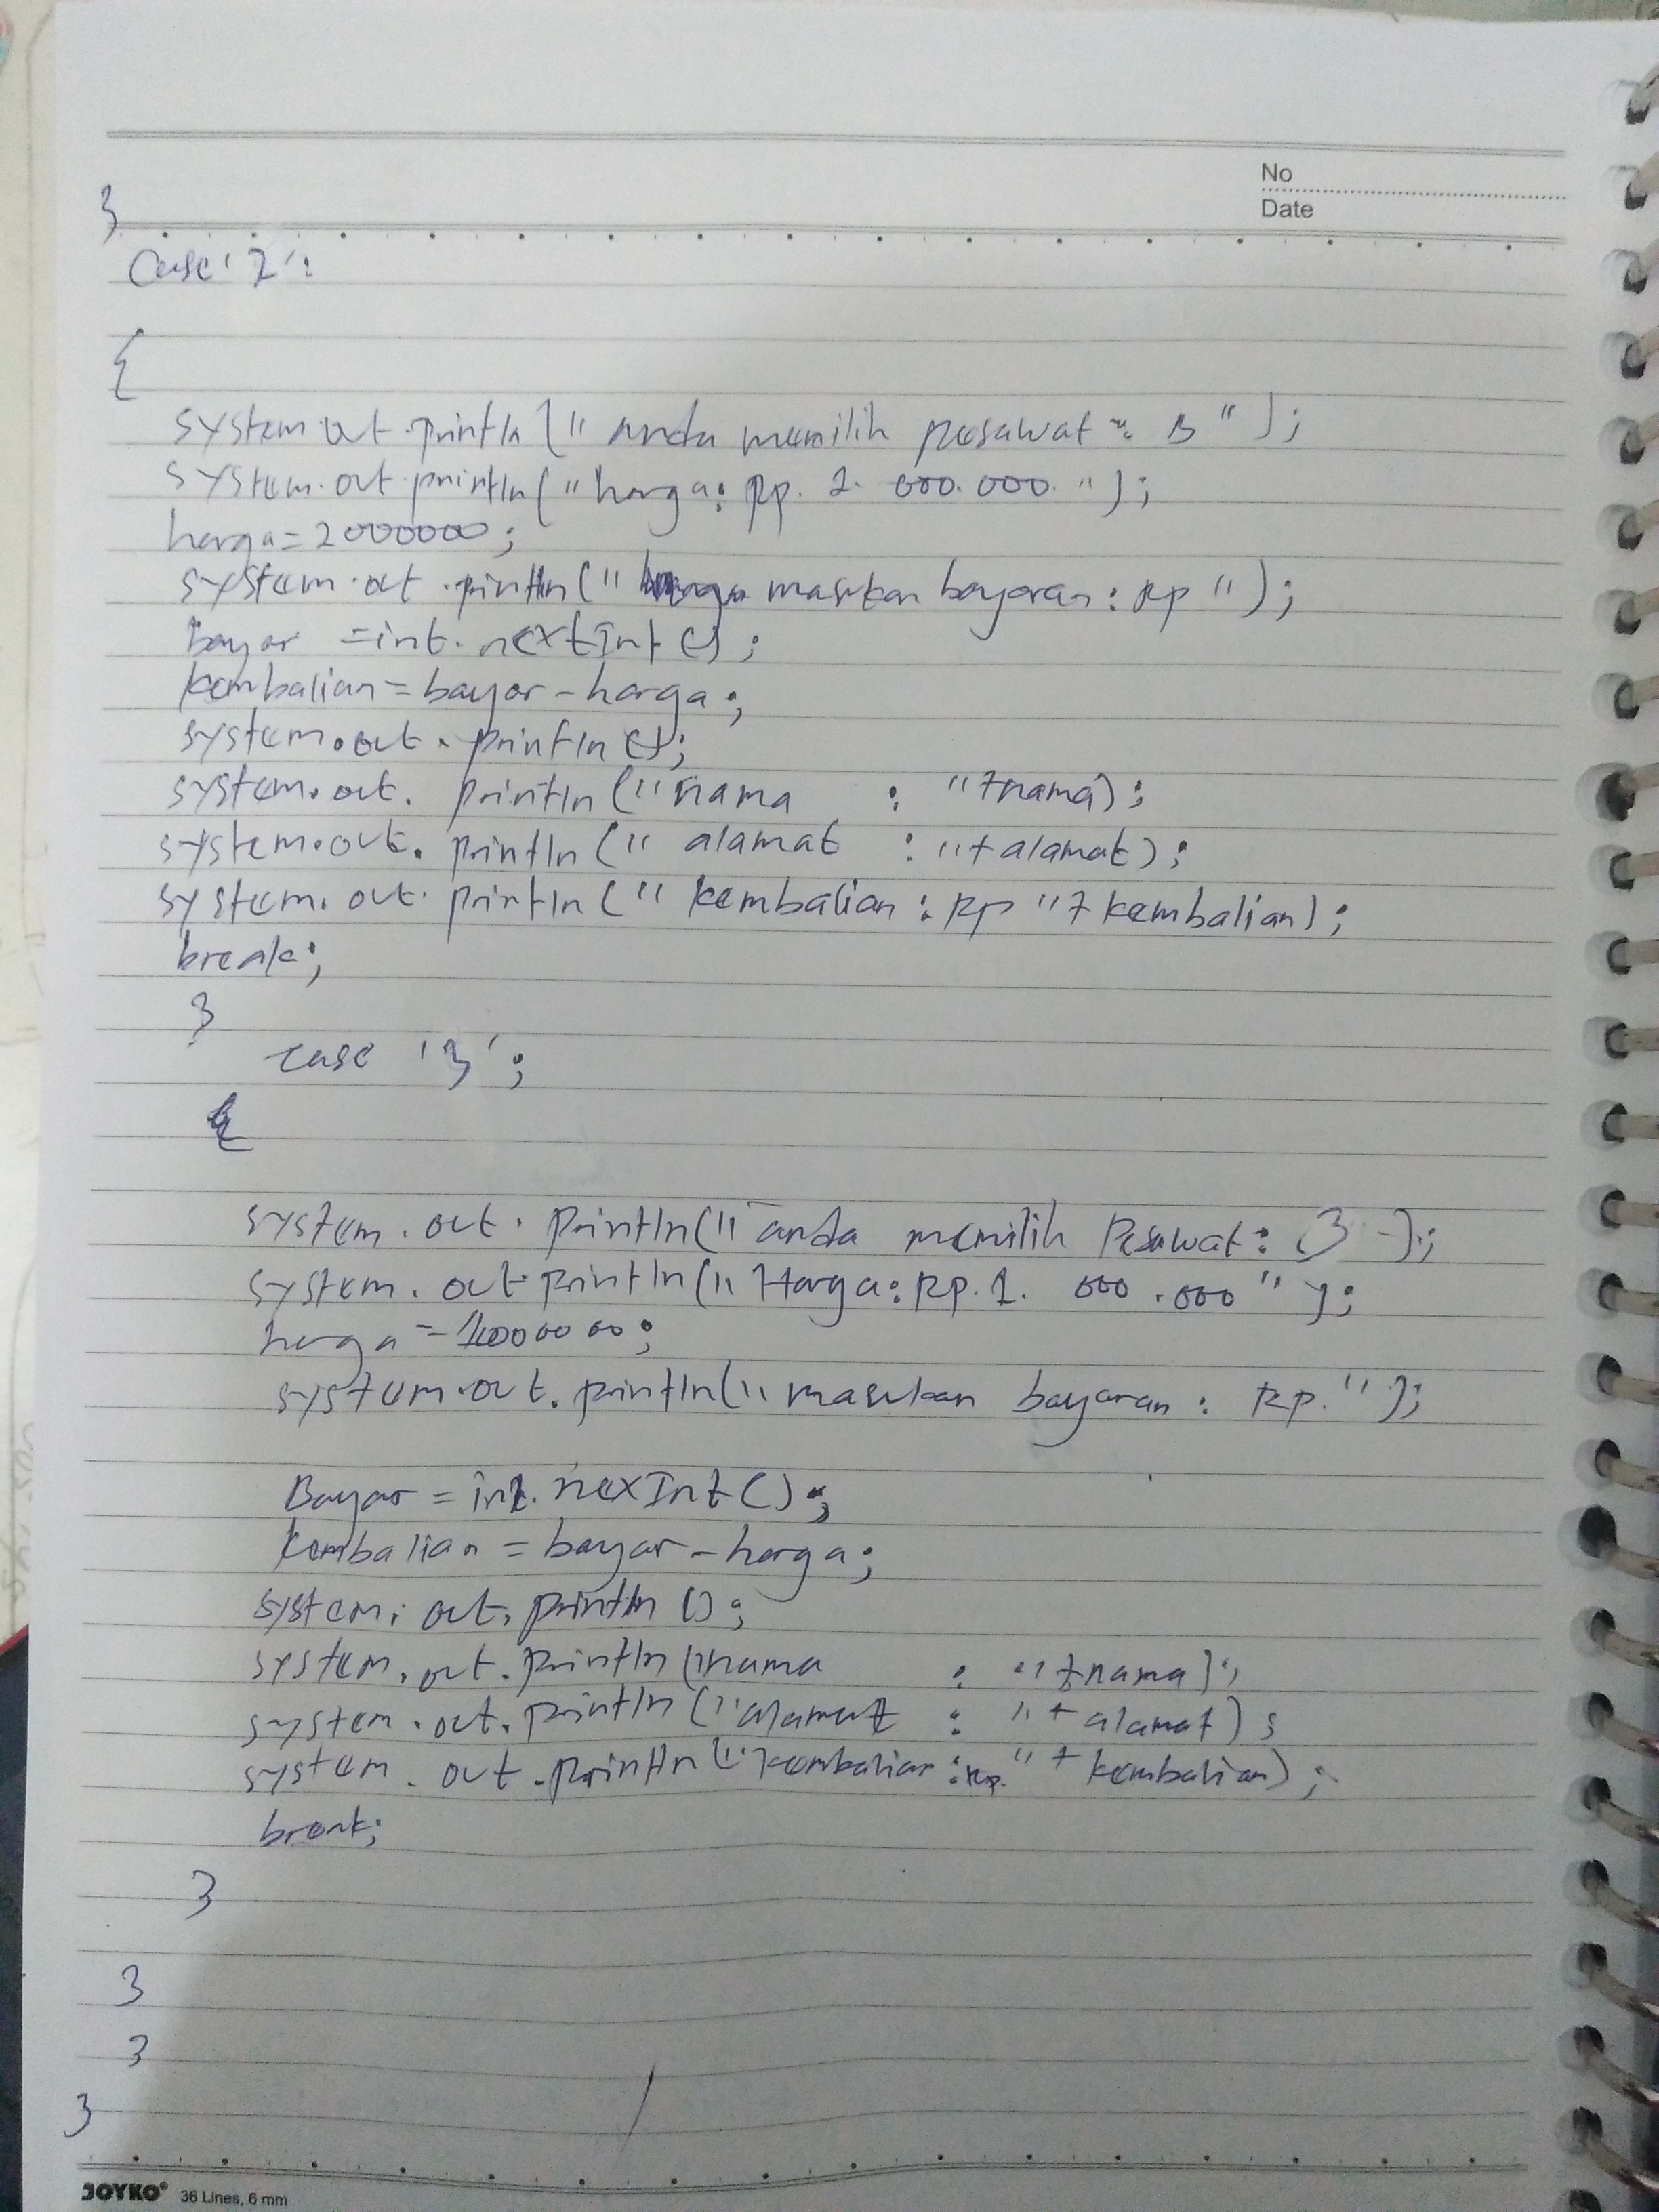 No
Date
}
Case '2':
{
system.out.println(" anda memilih pesawat : B");
system.out.println("harga: Rp. 2.000.000.");
harga=2000000;
system.out.println(" masukan bayaran: Rp ");
bayar =int.nextInt();
kembalian=bayar-harga;
system.out.println();
system.out.println("nama : "+nama);
system.out.println(" alamat : "+alamat);
system.out.println(" kembalian: Rp "+kembalian);
break;
}
case '3';
{
system.out.println("anda memilih Pesawat: );
system.out.println("Harga:Rp.1.000.000");
harga=1000000;
system.out.println("masukan bayaran: Rp.");
Bayar=int.nexInt();
kembalian=bayar-harga;
system.out.println();
system.out.println("nama : "+nama);
system.out.println("alamat : "+alamat);
system.out.println("kembalian:Rp."+kembalian);
break;
}
}
}
}
JOYKO® 36 Lines, 6 mm